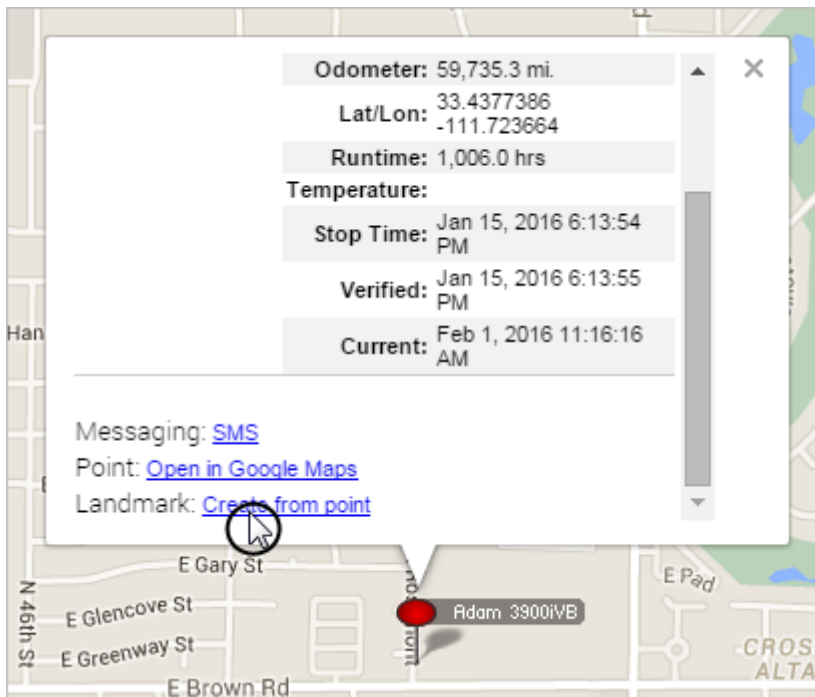 Odometer: 59,735.3 mi.
Lat/Lon: 33.4377386
-111.723664
Runtime: 1,006.0 hrs
Temperature:
Stop Time: Jan 15, 2016 6:13:54
PM
Verified: Jan 15, 2016 6:13:55
PM
Current: Feb 1, 2016 11:16:16
AM
Han
Messaging: SMS
Point: Open in Google Maps
Landmark: Create from point
E Gary St
N 46th St
E Glencove St
E Greenway St
E Brown Rd
Adam 3900iVB
E Pad
CROS
ALTA